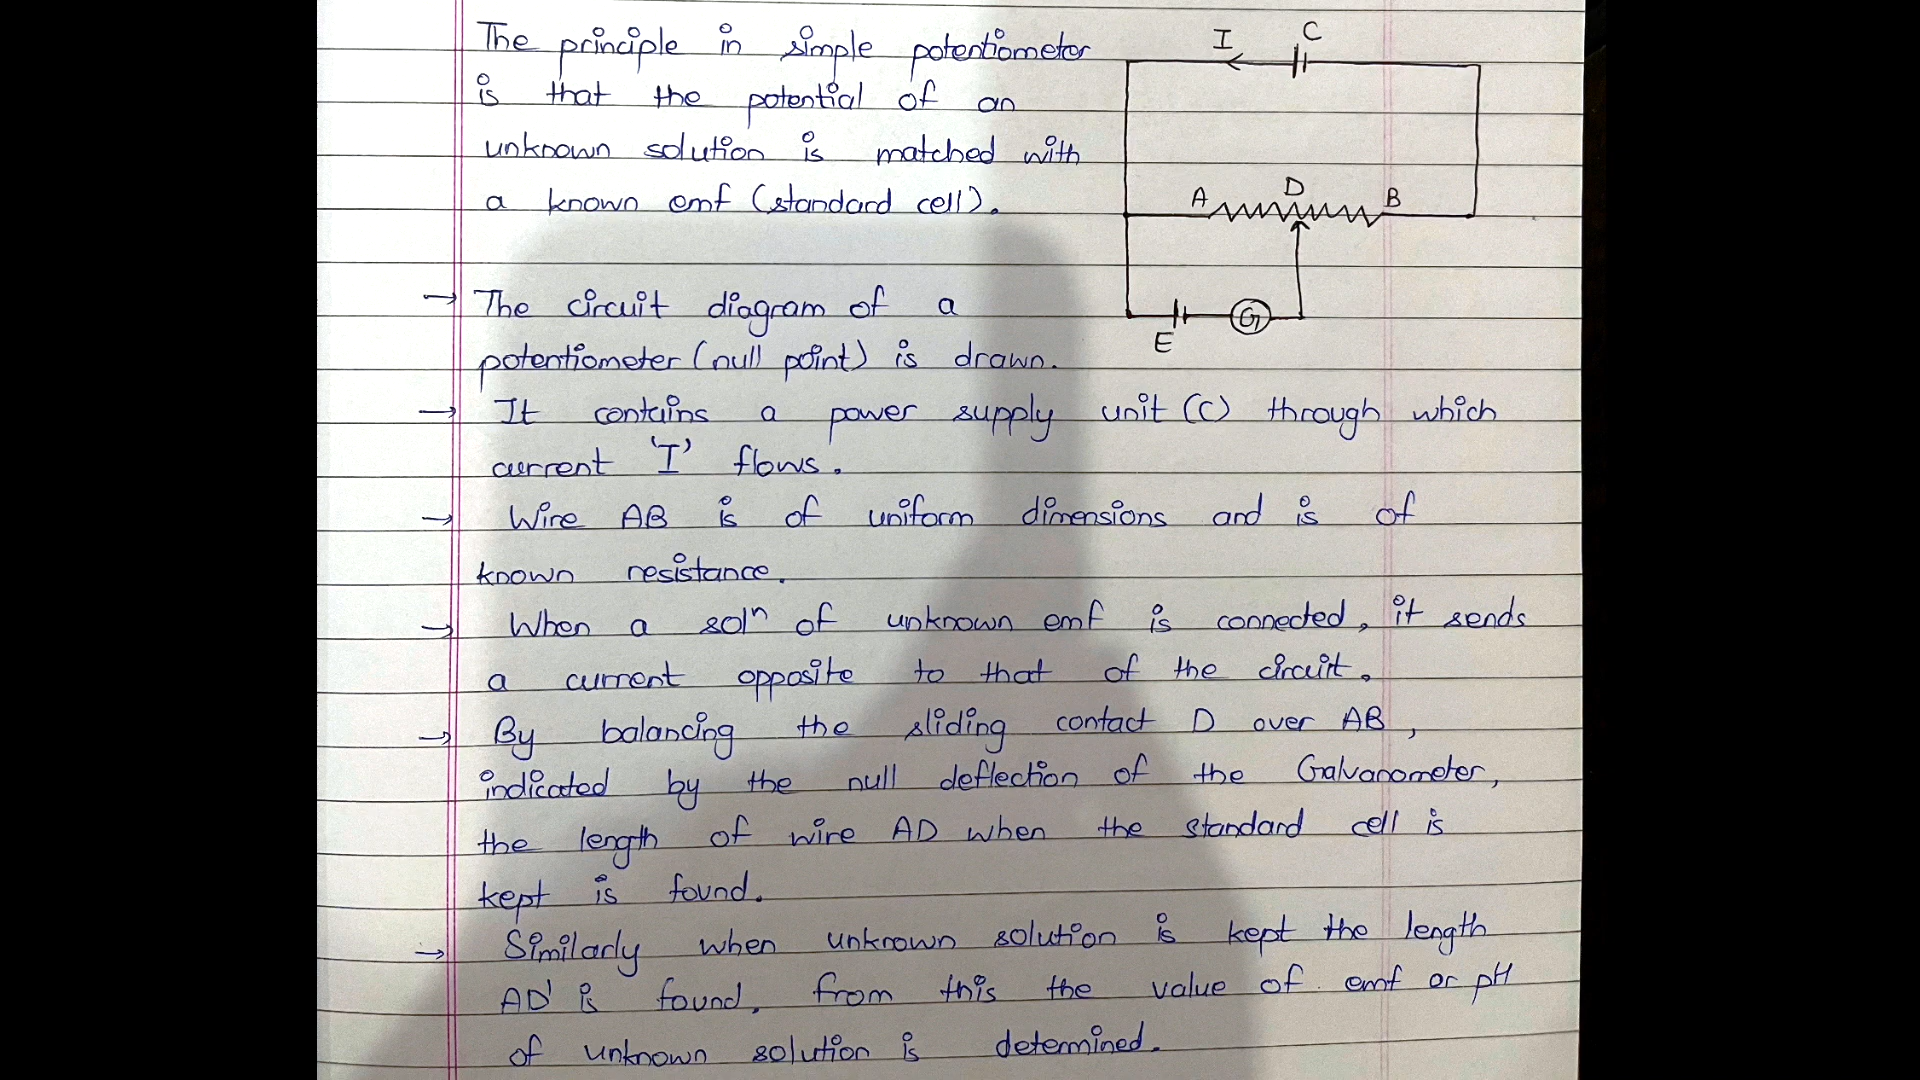 The principle in simple potentiometer
is that the potential of an
unknown solution is matched with
a known emf (standard cell).
I
C
A
D
B
E
G
→ The circuit diagram of a
potentiometer (null point) is drawn.
→ It contains a power supply unit (C) through which
current 'I' flows.
→ Wire AB is of uniform dimensions and is of
known resistance.
→ When a solⁿ of unknown emf is connected, it sends
a current opposite to that of the circuit.
→ By balancing the sliding contact D over AB,
indicated by the null deflection of the Galvanometer,
the length of wire AD when the standard cell is
kept is found.
→ Similarly when unknown solution is kept the length
AD' is found, from this the value of emf or pH
of unknown solution is determined.